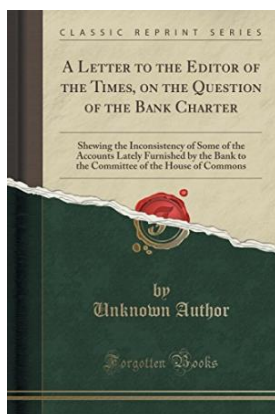 CLASSIC REPRINT SERIES
A LETTER TO THE EDITOR OF
THE TIMES, ON THE QUESTION
OF THE BANK CHARTER
Shewing the Inconsistency of Some of the
Accounts Lately Furnished by the Bank to
the Committee of the House of Commons
by
Unknown Author
Forgotten Books